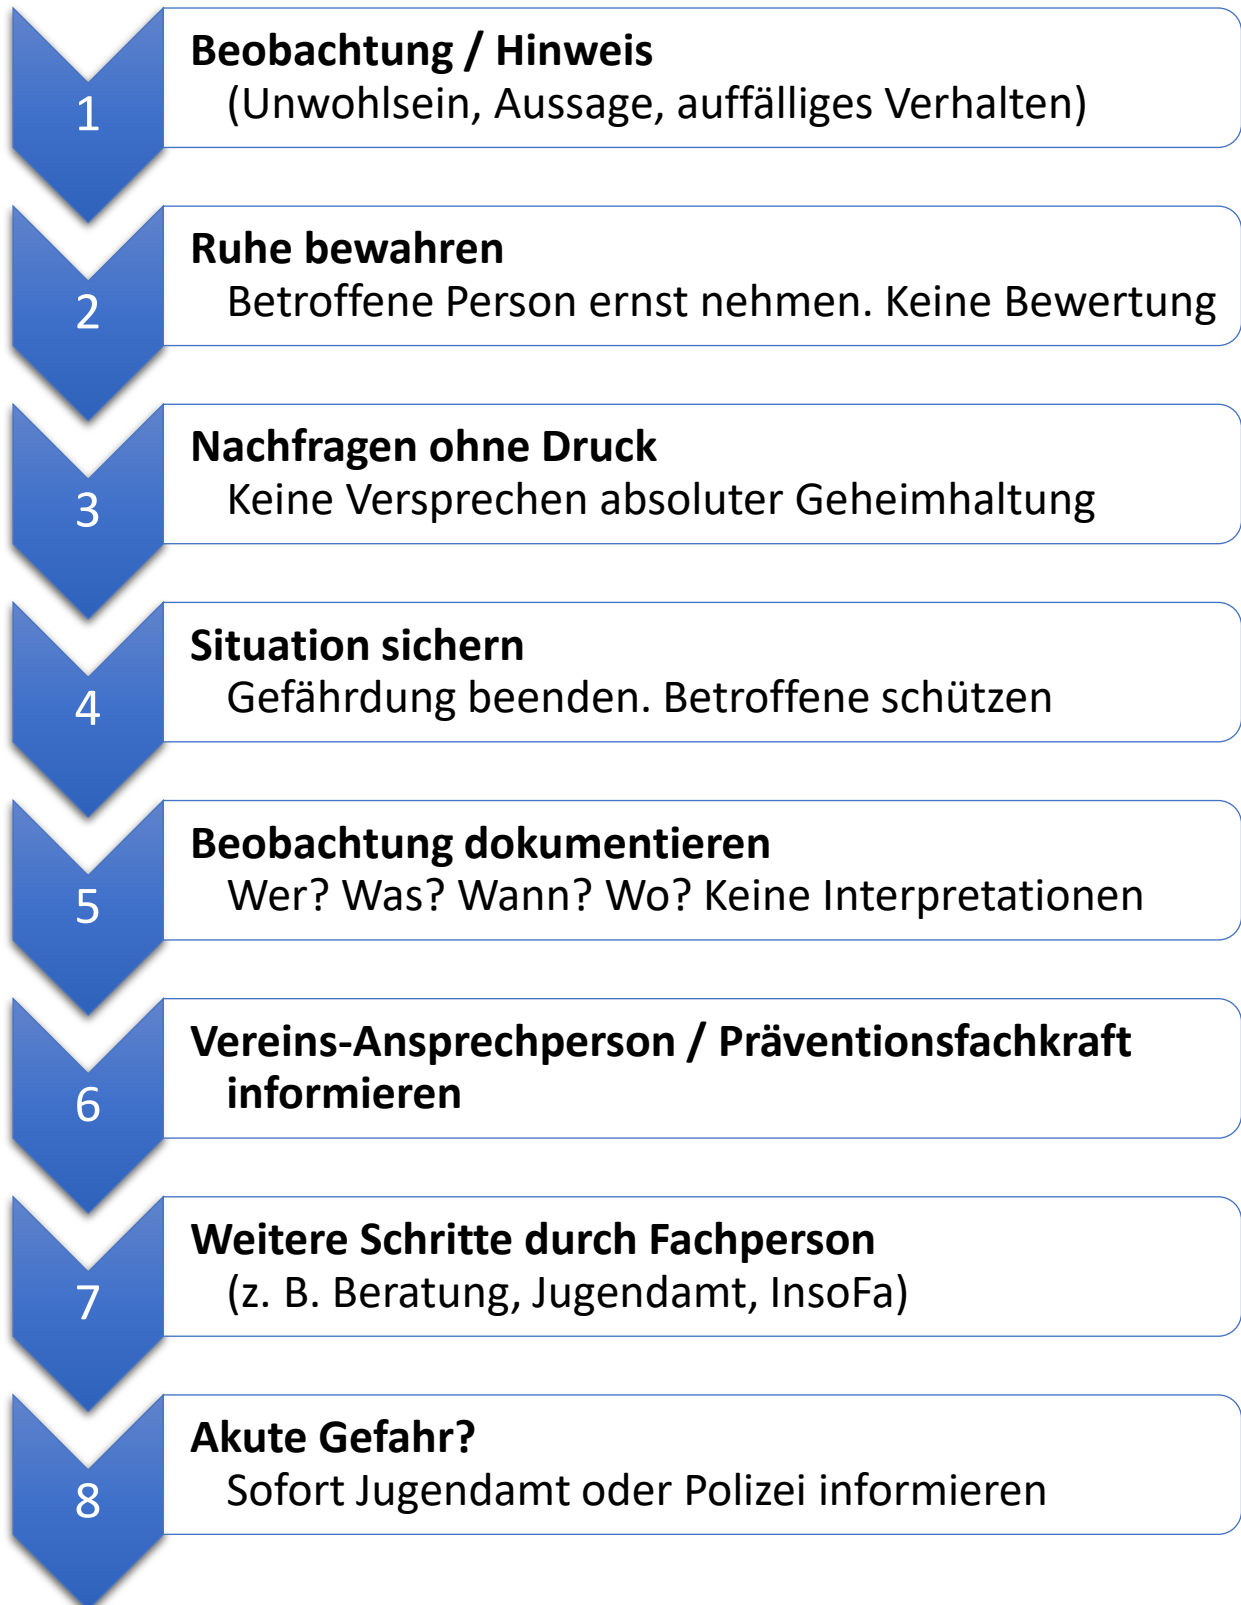 1
Beobachtung / Hinweis
(Unwohlsein, Aussage, auffälliges Verhalten)
2
Ruhe bewahren
Betroffene Person ernst nehmen. Keine Bewertung
3
Nachfragen ohne Druck
Keine Versprechen absoluter Geheimhaltung
4
Situation sichern
Gefährdung beenden. Betroffene schützen
5
Beobachtung dokumentieren
Wer? Was? Wann? Wo? Keine Interpretationen
6
Vereins-Ansprechperson / Präventionsfachkraft
informieren
7
Weitere Schritte durch Fachperson
(z. B. Beratung, Jugendamt, InsoFa)
8
Akute Gefahr?
Sofort Jugendamt oder Polizei informieren